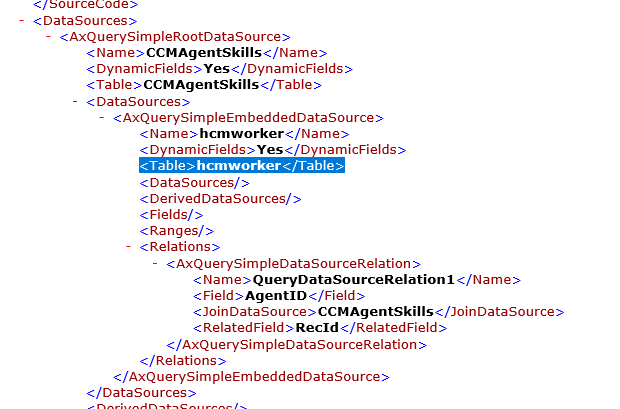 </SourceCode>
- <DataSources>
- <AxQuerySimpleRootDataSource>
<Name>CCMAgentSkills</Name>
<DynamicFields>Yes</DynamicFields>
<Table>CCMAgentSkills</Table>
- <DataSources>
- <AxQuerySimpleEmbeddedDataSource>
<Name>hcmworker</Name>
<DynamicFields>Yes</DynamicFields>
<Table>hcmworker</Table>
<DataSources/>
<DerivedDataSources/>
<Fields/>
<Ranges/>
- <Relations>
- <AxQuerySimpleDataSourceRelation>
<Name>QueryDataSourceRelation1</Name>
<Field>AgentID</Field>
<JoinDataSource>CCMAgentSkills</JoinDataSource>
<RelatedField>RecId</RelatedField>
</AxQuerySimpleDataSourceRelation>
</Relations>
</AxQuerySimpleEmbeddedDataSource>
</DataSources>
<DerivedDataSources/>